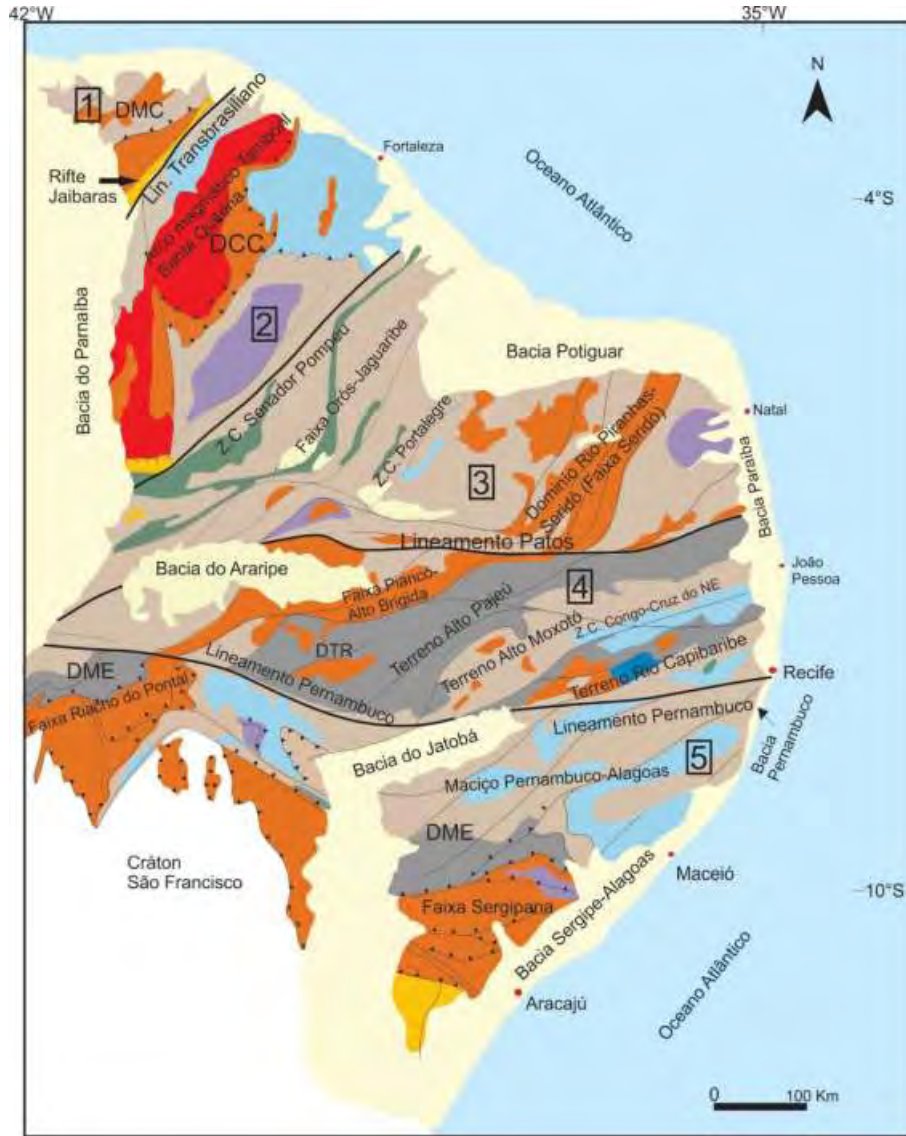 42°W
35°W
N
1
DMC
Lin. Transbrasiliano
Fortaleza
Rifte
Jaibaras
Oceano Atlântico
4°S
Arco magmático Tamboril
Santa Quitéria
DCC
Bacia do Parnaíba
2
Z.C. Senador Pompeu
Faixa Orós-Jaguaribe
Bacia Potiguar
Z.C. Portalegre
Natal
3
Domínio Rio Piranhas-
Seridó (Faixa Seridó)
Bacia Paraíba
Lineamento Patos
Bacia do Araripe
João
Pessoa
Faixa Piancó-
Alto Brígida
4
Terreno Alto Pajeú
Z.C. Congo-Cruz do NE
Terreno Alto Moxotó
DTR
DME
Lineamento Pernambuco
Terreno Rio Capibaribe
Recife
Faixa Riacho do Pontal
Lineamento Pernambuco
Bacia
Pernambuco
Bacia do Jatobá
5
Maciço Pernambuco-Alagoas
DME
Cráton
São Francisco
Maceió
10°S
Faixa Sergipana
Bacia Sergipe-Alagoas
Aracajú
Oceano Atlântico
0 100 Km